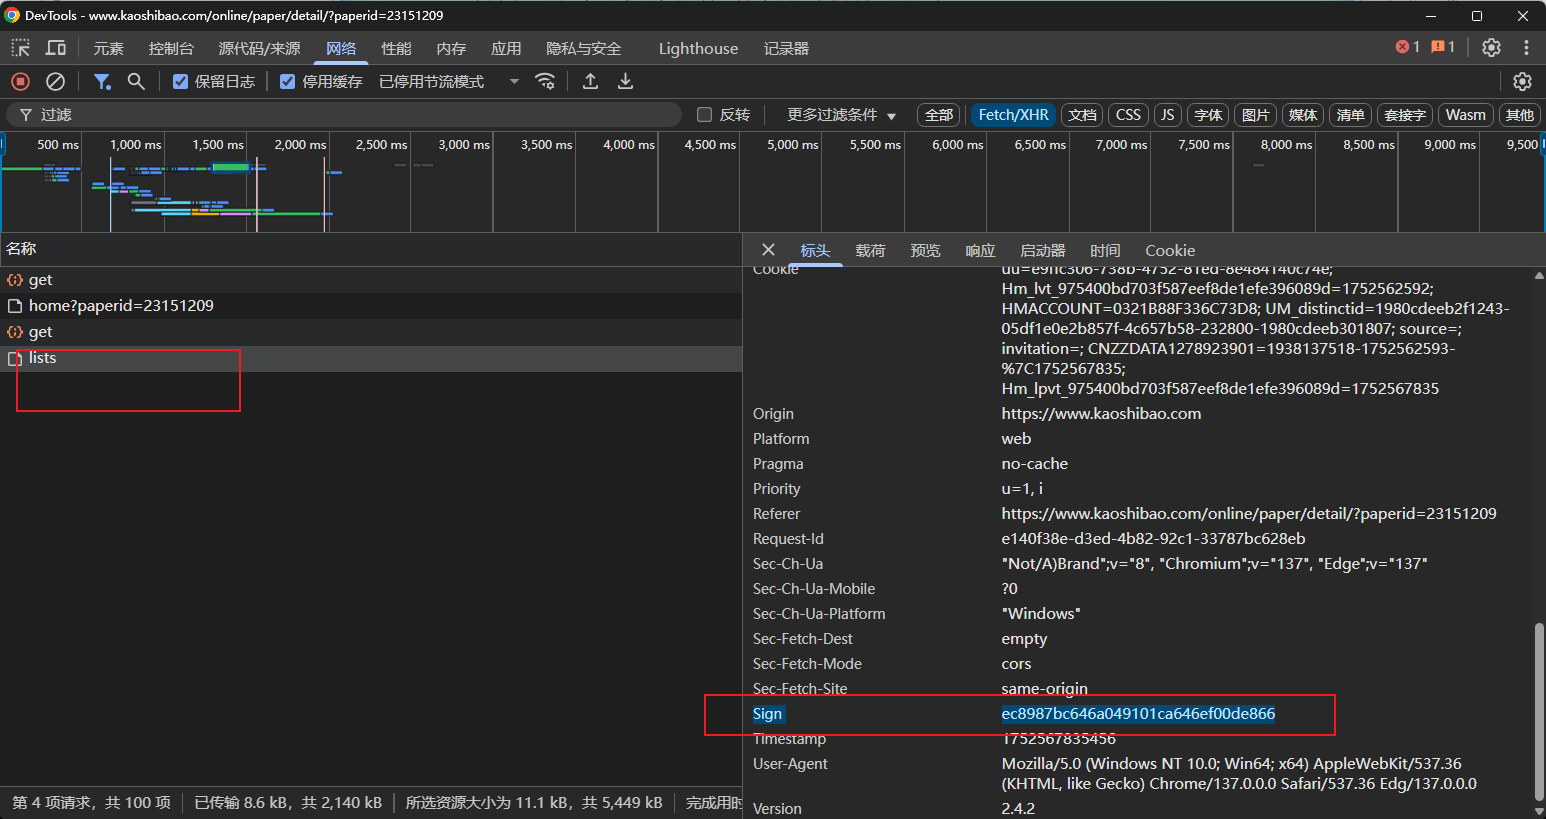 DevTools - www.kaoshibao.com/online/paper/detail/?paperid=23151209
元素 控制台 源代码/来源 网络 性能 内存 应用 隐私与安全 Lighthouse 记录器 1 1
保留日志 停用缓存 已停用节流模式
过滤 反转 更多过滤条件 全部 Fetch/XHR 文档 CSS JS 字体 图片 媒体 清单 套接字 Wasm 其他
500 ms 1,000 ms 1,500 ms 2,000 ms 2,500 ms 3,000 ms 3,500 ms 4,000 ms 4,500 ms 5,000 ms 5,500 ms 6,000 ms 6,500 ms 7,000 ms 7,500 ms 8,000 ms 8,500 ms 9,000 ms 9,500
名称
get
home?paperid=23151209
get
lists
标头 载荷 预览 响应 启动器 时间 Cookie
Cookie uu=e9ffc306-738b-4752-81ed-8e484140c74e;
Hm_lvt_975400bd703f587eef8de1efe396089d=1752562592;
HMACCOUNT=0321B88F336C73D8; UM_distinctid=1980cdeeb2f1243-
05df1e0e2b857f-4c657b58-232800-1980cdeeb301807; source=;
invitation=; CNZZDATA1278923901=1938137518-1752562593-
%7C1752567835;
Hm_lpvt_975400bd703f587eef8de1efe396089d=1752567835
Origin https://www.kaoshibao.com
Platform web
Pragma no-cache
Priority u=1, i
Referer https://www.kaoshibao.com/online/paper/detail/?paperid=23151209
Request-Id e140f38e-d3ed-4b82-92c1-33787bc628eb
Sec-Ch-Ua "Not/A)Brand";v="8", "Chromium";v="137", "Edge";v="137"
Sec-Ch-Ua-Mobile ?0
Sec-Ch-Ua-Platform "Windows"
Sec-Fetch-Dest empty
Sec-Fetch-Mode cors
Sec-Fetch-Site same-origin
Sign ec8987bc646a049101ca646ef00de866
Timestamp 1752567835456
User-Agent Mozilla/5.0 (Windows NT 10.0; Win64; x64) AppleWebKit/537.36
(KHTML, like Gecko) Chrome/137.0.0.0 Safari/537.36 Edg/137.0.0.0
Version 2.4.2
第 4 项请求，共 100 项 已传输 8.6 kB，共 2,140 kB 所选资源大小为 11.1 kB，共 5,449 kB 完成用时